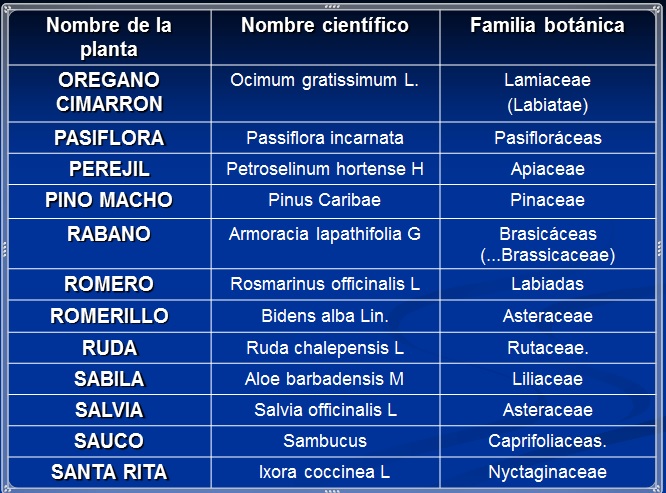 Nombre de la planta | Nombre científico | Familia botánica
OREGANO CIMARRON | Ocimum gratissimum L. | Lamiaceae (Labiatae)
PASIFLORA | Passiflora incarnata | Pasifloráceas
PEREJIL | Petroselinum hortense H | Apiaceae
PINO MACHO | Pinus Caribae | Pinaceae
RABANO | Armoracia lapathifolia G | Brasicáceas (...Brassicaceae)
ROMERO | Rosmarinus officinalis L | Labiadas
ROMERILLO | Bidens alba Lin. | Asteraceae
RUDA | Ruda chalepensis L | Rutaceae.
SABILA | Aloe barbadensis M | Liliaceae
SALVIA | Salvia officinalis L | Asteraceae
SAUCO | Sambucus | Caprifoliaceas.
SANTA RITA | Ixora coccinea L | Nyctaginaceae